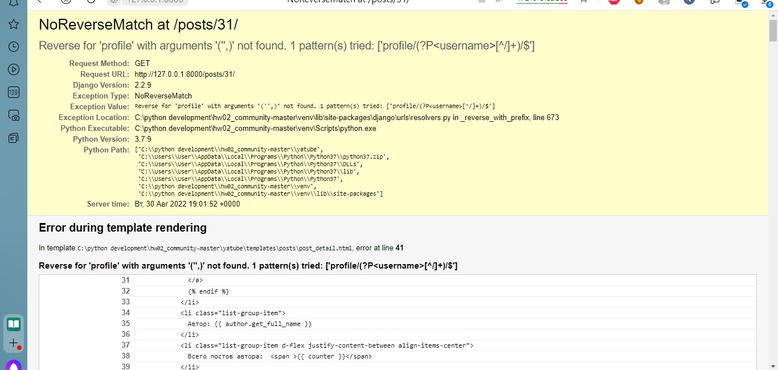 NoReverseMatch at /posts/31/
Reverse for 'profile' with arguments '('',)' not found. 1 pattern(s) tried: ['profile/(?P<username>[^/]+)/$']
Request Method: GET
Request URL: http://127.0.0.1:8000/posts/31/
Django Version: 2.2.9
Exception Type: NoReverseMatch
Exception Value: Reverse for 'profile' with arguments '('',)' not found. 1 pattern(s) tried: ['profile/(?P<username>[^/]+)/$']
Exception Location: C:\python development\hw02_community-master\venv\lib\site-packages\django\urls\resolvers.py in _reverse_with_prefix, line 673
Python Executable: C:\python development\hw02_community-master\venv\Scripts\python.exe
Python Version: 3.7.9
Python Path: ['C:\\python development\\hw02_community-master\\yatube',
'C:\\Users\\User\\AppData\\Local\\Programs\\Python\\Python37\\python37.zip',
'C:\\Users\\User\\AppData\\Local\\Programs\\Python\\Python37\\DLLs',
'C:\\Users\\User\\AppData\\Local\\Programs\\Python\\Python37\\lib',
'C:\\Users\\User\\AppData\\Local\\Programs\\Python\\Python37',
'C:\\python development\\hw02_community-master\\venv',
'C:\\python development\\hw02_community-master\\venv\\lib\\site-packages']
Server time: Вт, 30 Авг 2022 19:01:52 +0000
Error during template rendering
In template C:\python development\hw02_community-master\yatube\templates\posts\post_detail.html, error at line 41
Reverse for 'profile' with arguments '('',)' not found. 1 pattern(s) tried: ['profile/(?P<username>[^/]+)/$']
31 </a>
32 {% endif %}
33 </li>
34 <li class="list-group-item">
35 Автор: {{ author.get_full_name }}
36 </li>
37 <li class="list-group-item d-flex justify-content-between align-items-center">
38 Всего постов автора: <span >{{ counter }}</span>
39 </li>